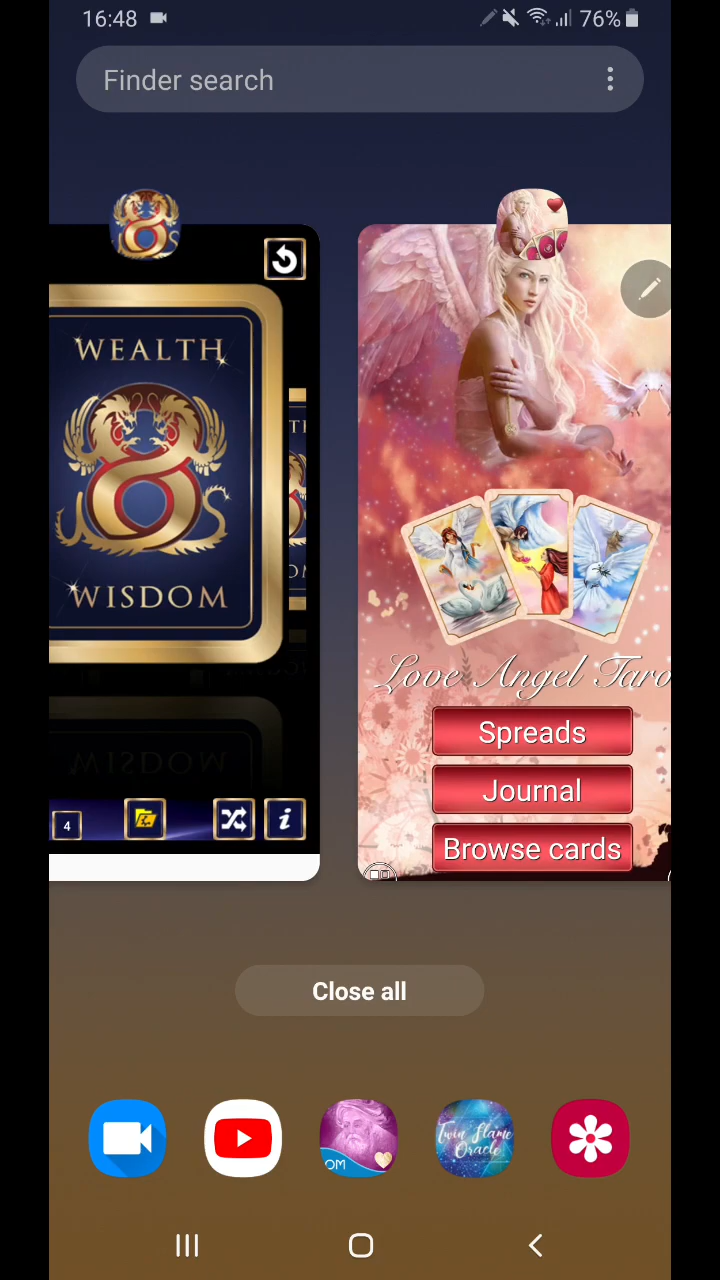 16:48
76%
Finder search
WEALTH
8
WISDOM
4
i
Love Angel Taro
Spreads
Journal
Browse cards
Close all
OM
Twin Flame
Oracle